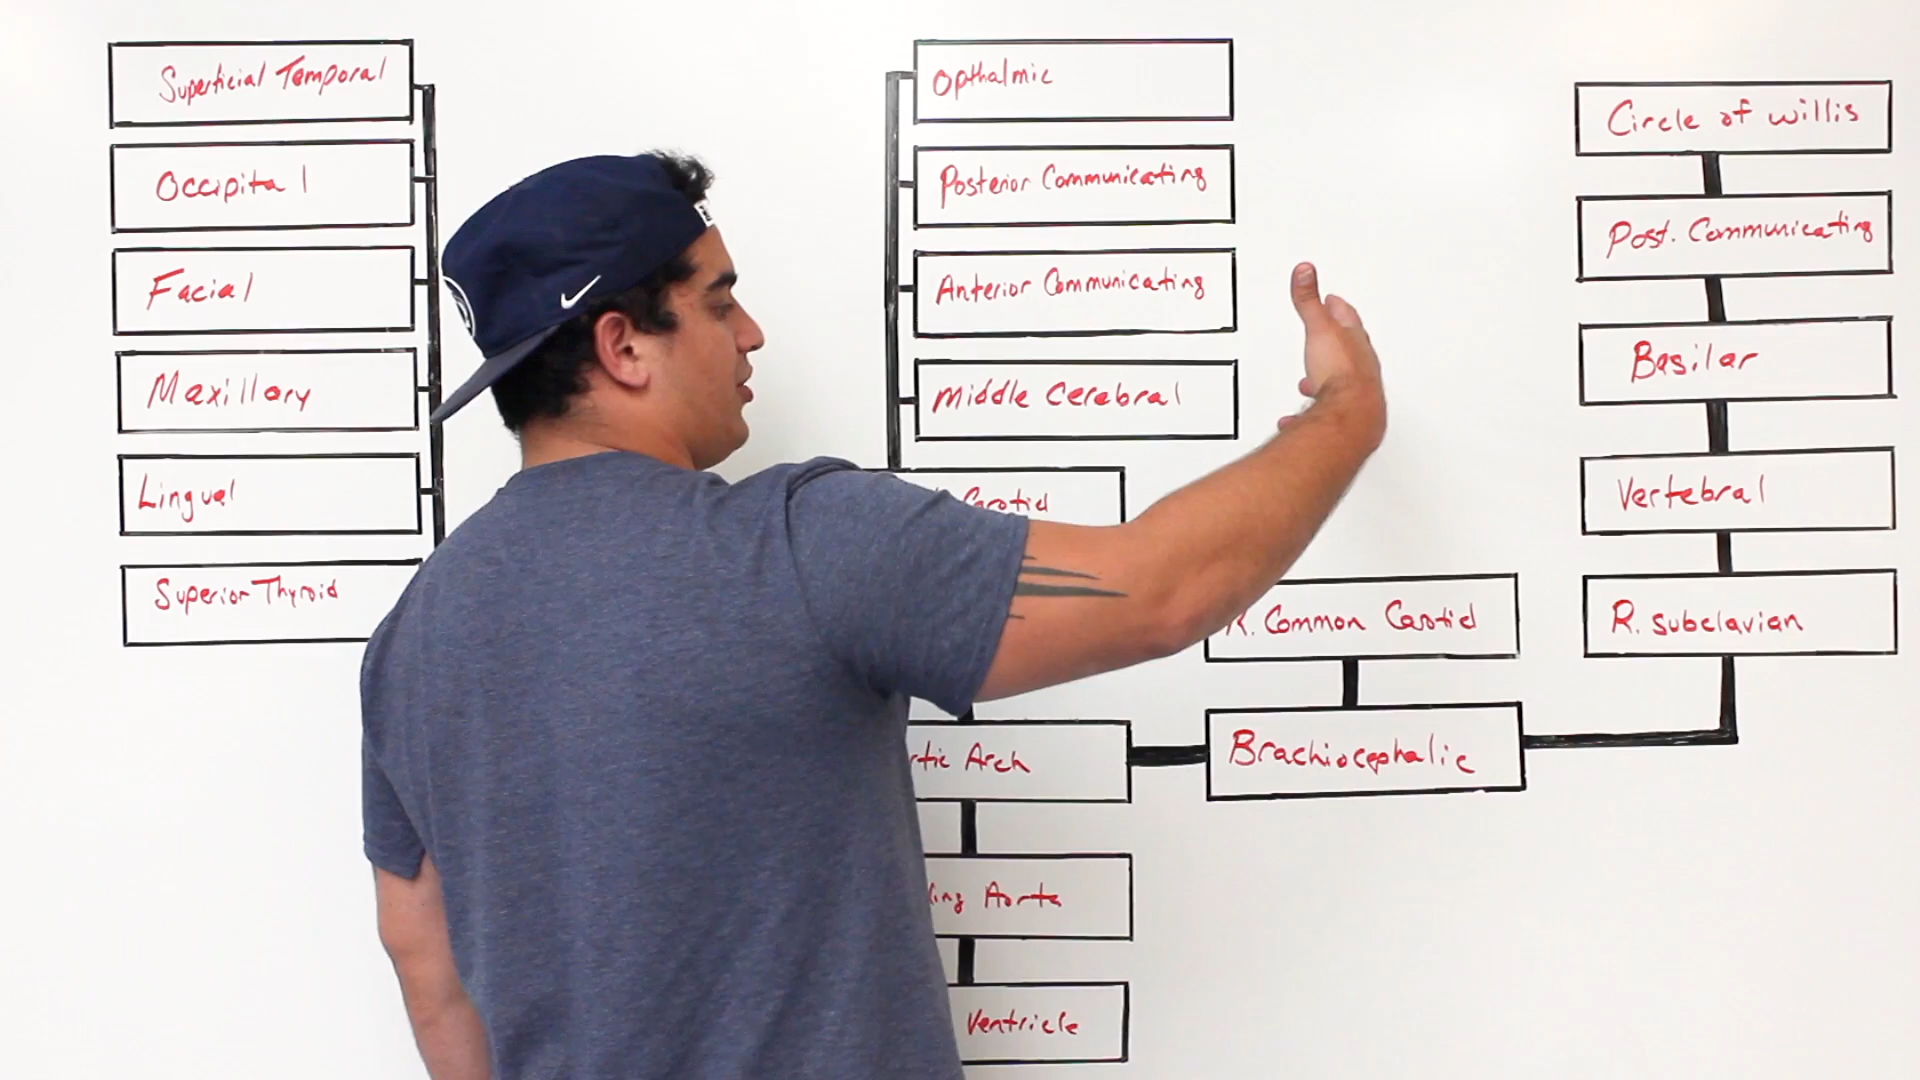 Superficial Temporal
Occipital
Facial
Maxillary
Lingual
Superior Thyroid
Opthalmic
Posterior Communicating
Anterior Communicating
Middle Cerebral
Carotid
Arch
Aorta
Ventricle
R. Common Carotid
Brachiocephalic
Circle of willis
Post. Communicating
Basilar
Vertebral
R. subclavian